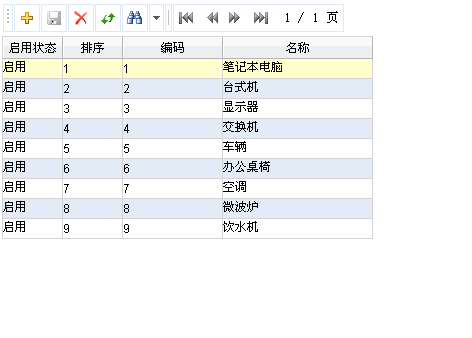 1 / 1 页
启用状态 排序 编码 名称
启用 1 1 笔记本电脑
启用 2 2 台式机
启用 3 3 显示器
启用 4 4 交换机
启用 5 5 车辆
启用 6 6 办公桌椅
启用 7 7 空调
启用 8 8 微波炉
启用 9 9 饮水机